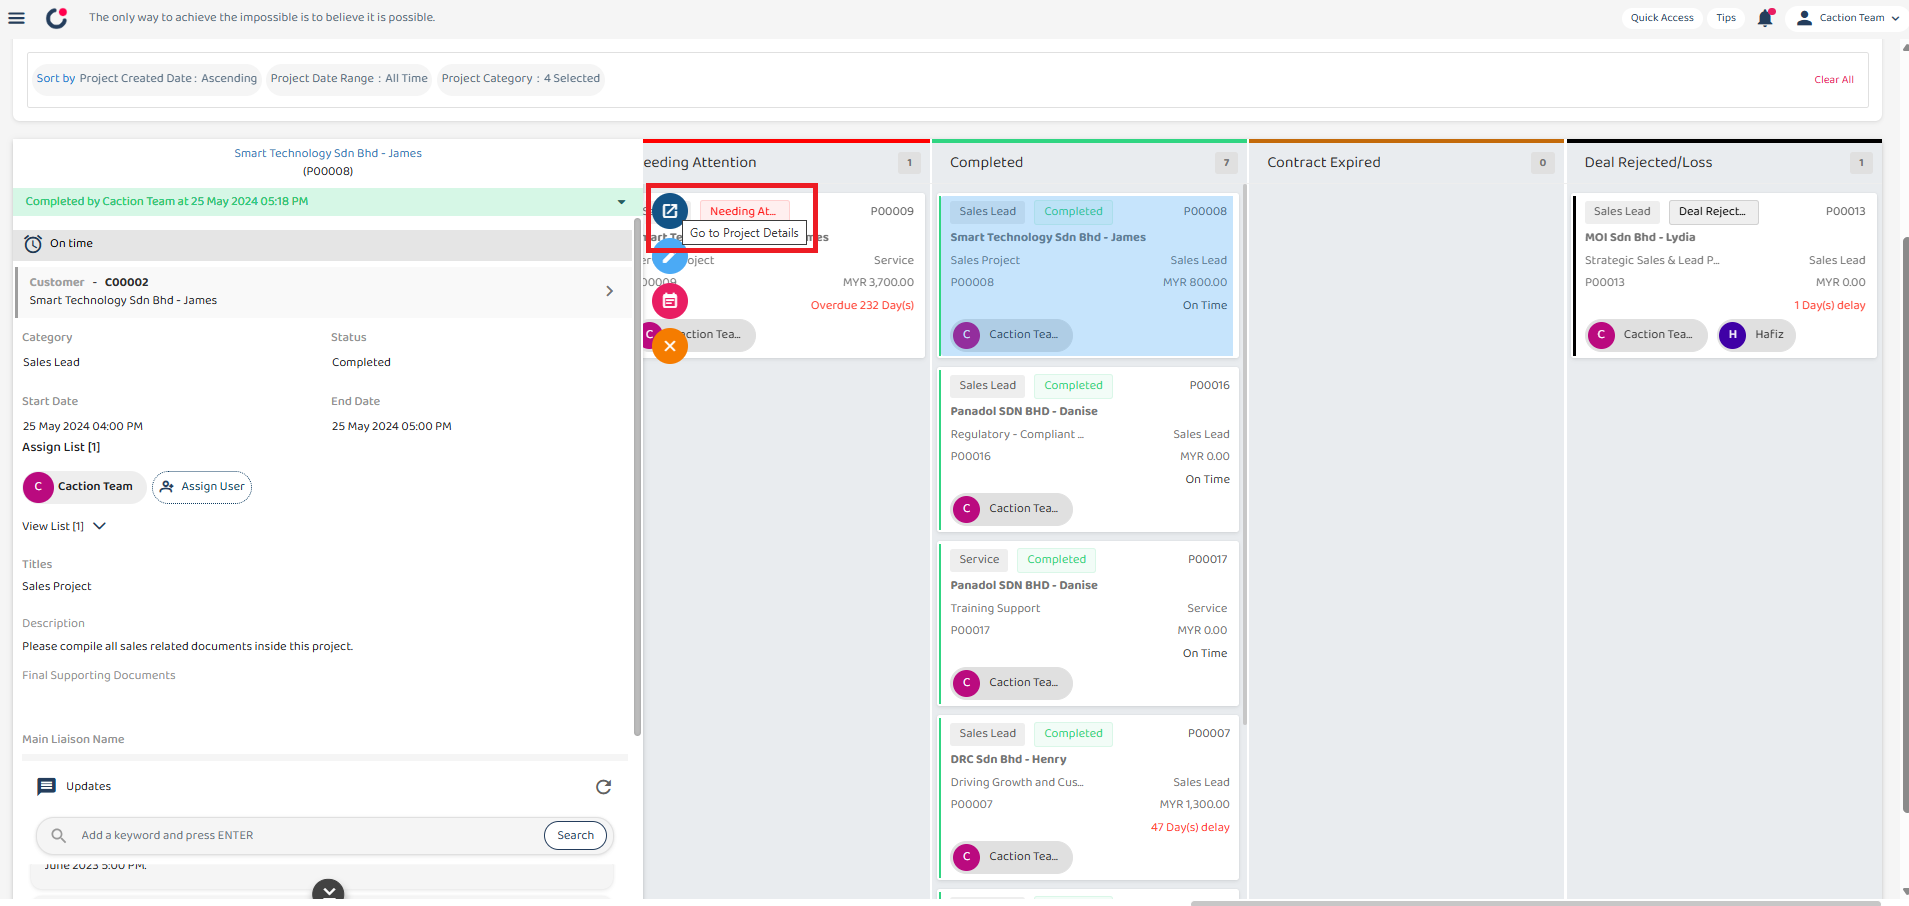 The only way to achieve the impossible is to believe it is possible.
Quick Access
Tips
Caction Team
Sort by Project Created Date : Ascending
Project Date Range : All Time
Project Category : 4 Selected
Clear All
Smart Technology Sdn Bhd - James
(P00008)
Completed by Caction Team at 25 May 2024 05:18 PM
On time
Customer - C00002
Smart Technology Sdn Bhd - James
Category
Status
Sales Lead
Completed
Start Date
End Date
25 May 2024 04:00 PM
25 May 2024 05:00 PM
Assign List [1]
C
Caction Team
Assign User
View List [1]
Titles
Sales Project
Description
Please compile all sales related documents inside this project.
Final Supporting Documents
Main Liaison Name
Updates
Add a keyword and press ENTER
Search
June 2023 5:00 PM.
eeding Attention
1
Needing At...
P00009
Go to Project Details
mes
oject
Service
MYR 3,700.00
Overdue 232 Day(s)
C
ction Tea...
Completed
7
Sales Lead
Completed
P00008
Smart Technology Sdn Bhd - James
Sales Project
Sales Lead
P00008
MYR 800.00
On Time
C
Caction Tea...
Sales Lead
Completed
P00016
Panadol SDN BHD - Danise
Regulatory - Compliant ...
Sales Lead
P00016
MYR 0.00
On Time
C
Caction Tea...
Service
Completed
P00017
Panadol SDN BHD - Danise
Training Support
Service
P00017
MYR 0.00
On Time
C
Caction Tea...
Sales Lead
Completed
P00007
DRC Sdn Bhd - Henry
Driving Growth and Cus...
Sales Lead
P00007
MYR 1,300.00
47 Day(s) delay
C
Caction Tea...
Contract Expired
0
Deal Rejected/Loss
1
Sales Lead
Deal Reject...
P00013
MOI Sdn Bhd - Lydia
Strategic Sales & Lead P...
Sales Lead
P00013
MYR 0.00
1 Day(s) delay
C
Caction Tea...
H
Hafiz